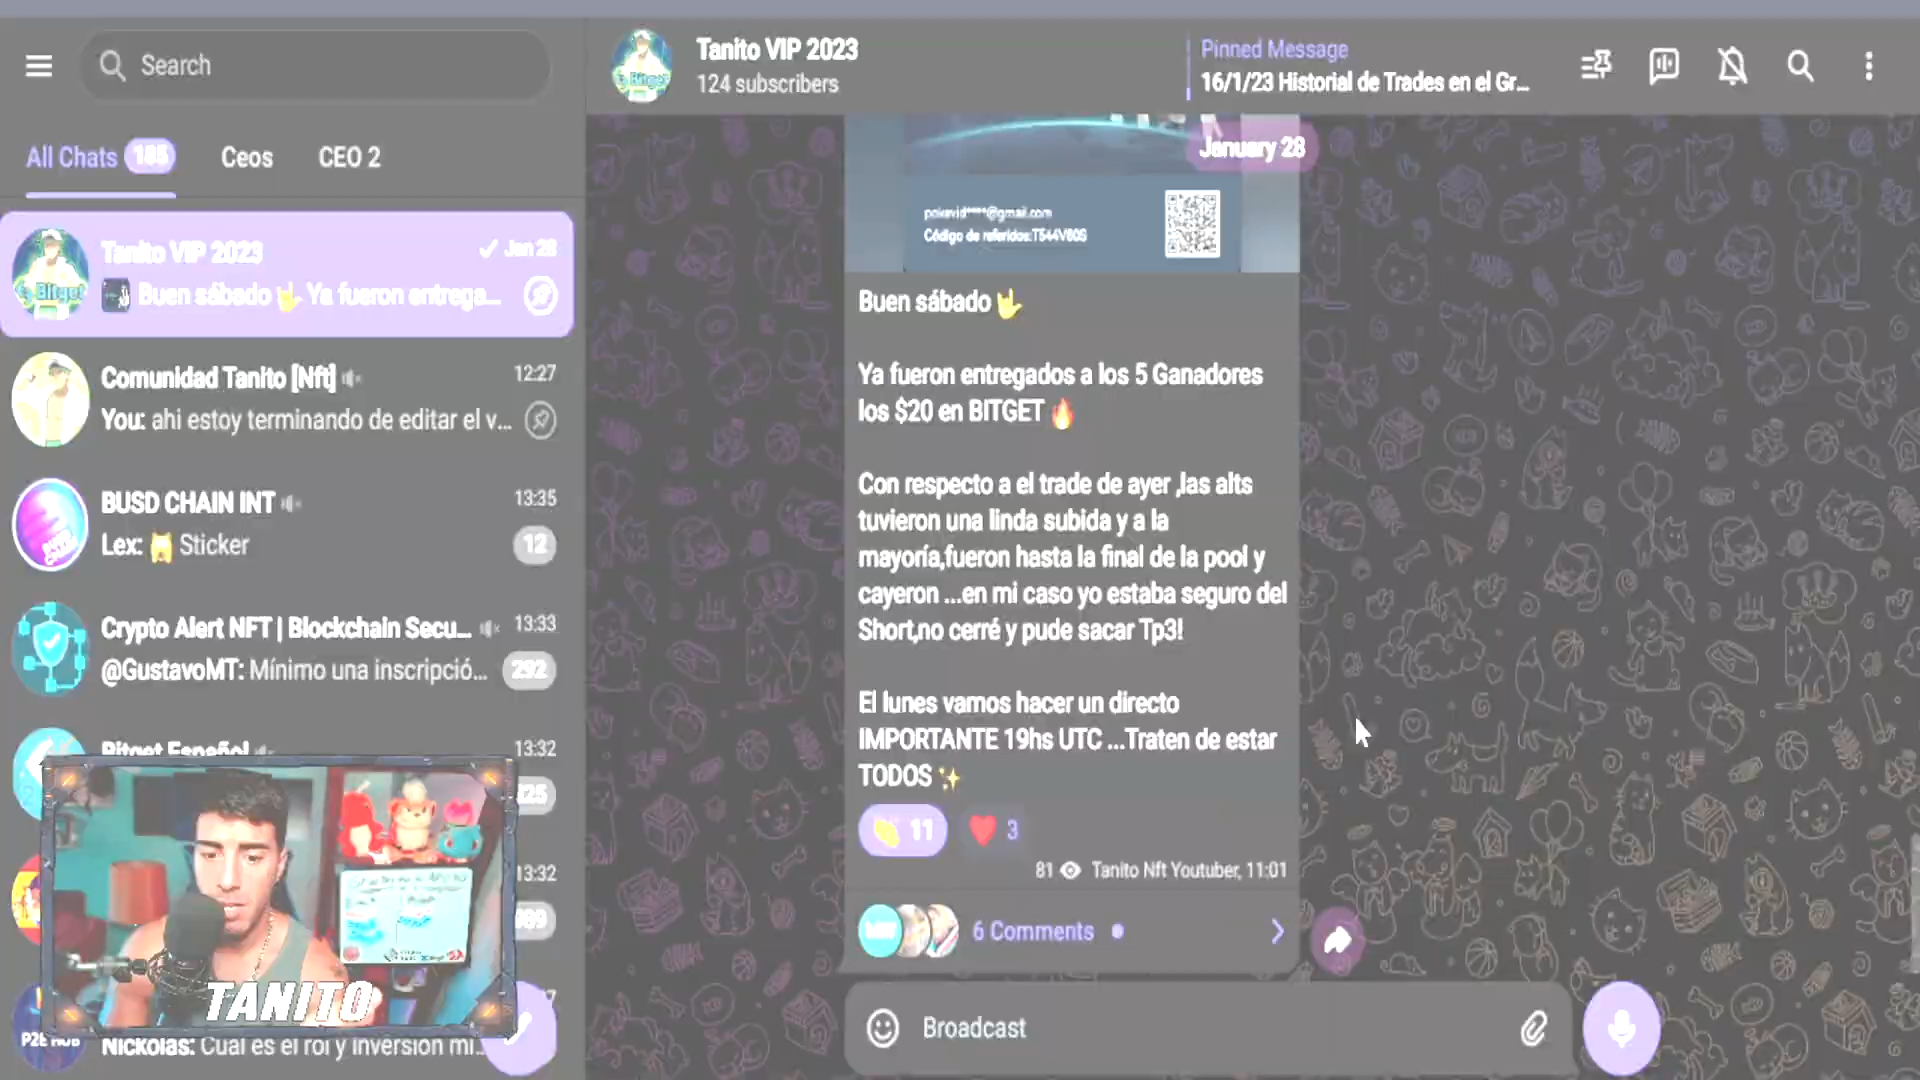 Search
All Chats 185
Ceos
CEO 2
Tanito VIP 2023
Jan 28
Buen sábado 🤟 Ya fueron entrega...
Comunidad Tanito [Nft]
12:27
You: ahi estoy terminando de editar el v...
BUSD CHAIN INT
13:35
Lex: Sticker
12
Crypto Alert NFT | Blockchain Secu...
13:33
@GustavoMT: Mínimo una inscripció...
292
Bitget Español
13:32
13:32
TANITO
P2E HUB
Nickolas: Cual es el roi y inversion mi...
Tanito VIP 2023
124 subscribers
Pinned Message
16/1/23 Historial de Trades en el Gr...
January 28
pokevid****@gmail.com
Código de referidos:T544V60S
Buen sábado 🤟
Ya fueron entregados a los 5 Ganadores
los $20 en BITGET 🔥
Con respecto a el trade de ayer ,las alts
tuvieron una linda subida y a la
mayoría,fueron hasta la final de la pool y
cayeron ...en mi caso yo estaba seguro del
Short,no cerré y pude sacar Tp3!
El lunes vamos hacer un directo
IMPORTANTE 19hs UTC ...Traten de estar
TODOS ✨
11
3
81 Tanito Nft Youtuber, 11:01
6 Comments
Broadcast